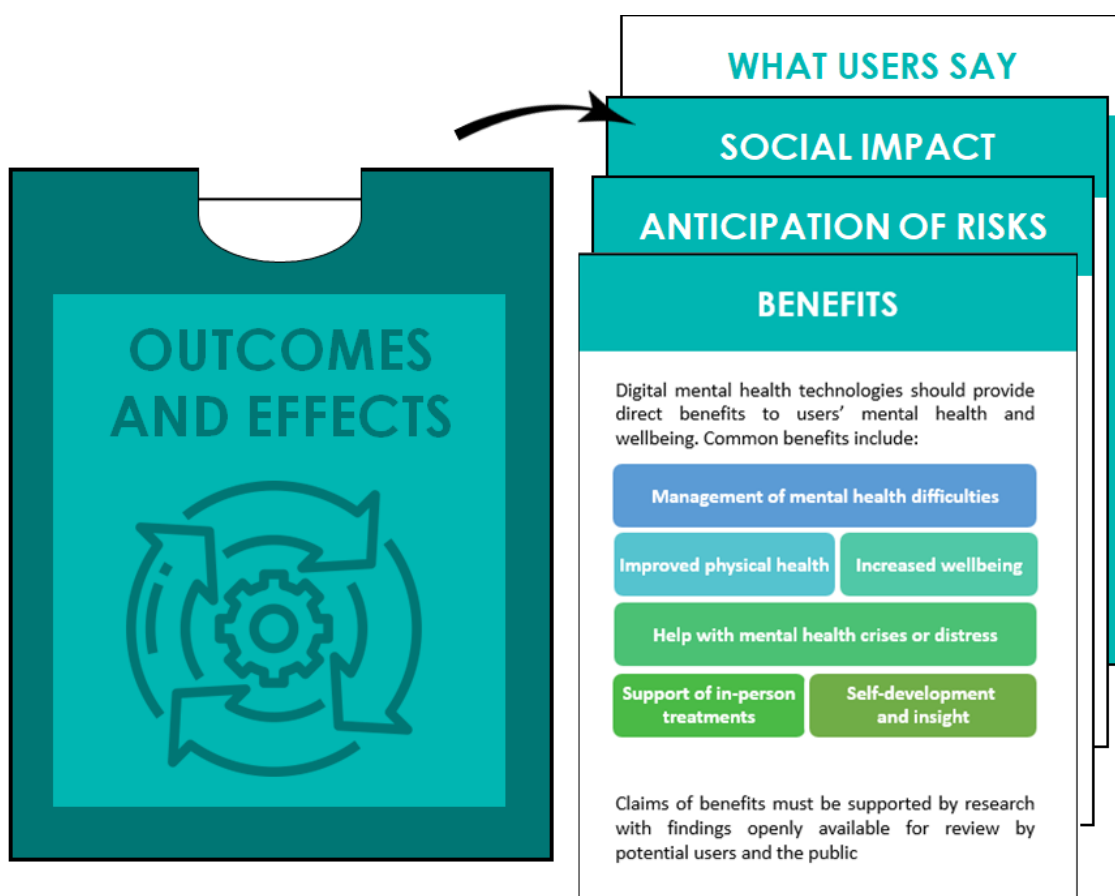 OUTCOMES
AND EFFECTS
WHAT USERS SAY
SOCIAL IMPACT
ANTICIPATION OF RISKS
BENEFITS
Digital mental health technologies should provide
direct benefits to users’ mental health and
wellbeing. Common benefits include:
Management of mental health difficulties
Improved physical health
Increased wellbeing
Help with mental health crises or distress
Support of in-person
treatments
Self-development
and insight
Claims of benefits must be supported by research
with findings openly available for review by
potential users and the public